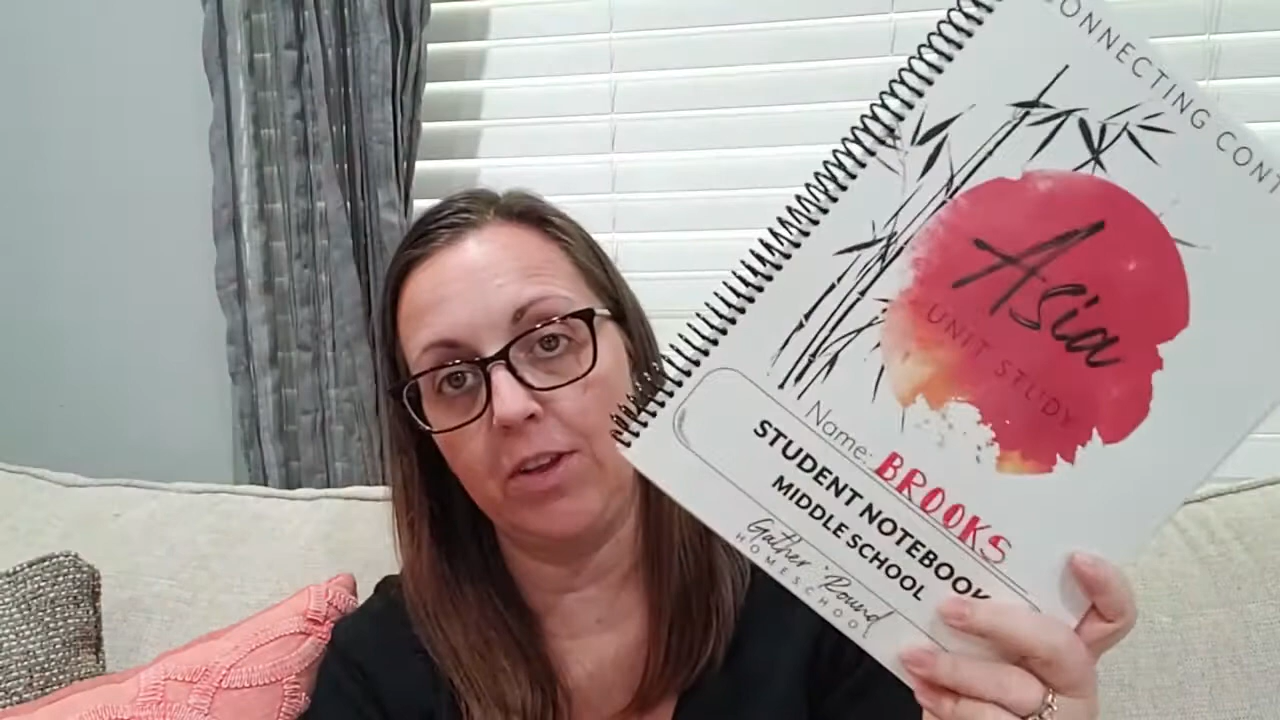 CONNECTING CONT
Asia
UNIT STUDY
Name: BROOKS
STUDENT NOTEBOOK
MIDDLE SCHOOL
Gather 'Round
HOMESCHOOL